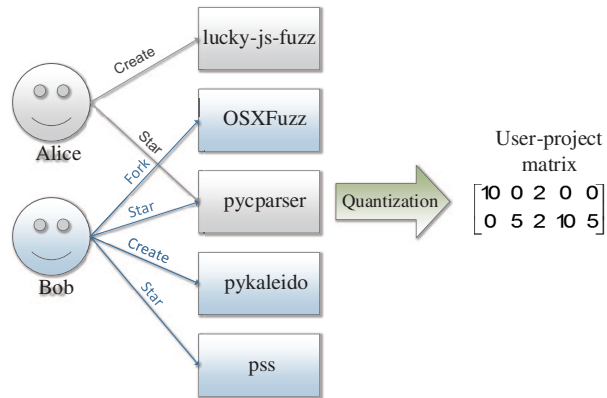 lucky-js-fuzz
Create
OSXFuzz
Alice
Star
Fork
User-project
matrix
10 0 2 0 0
0 5 2 10 5
pycparser
Quantization
Star
Create
pykaleido
Bob
Star
pss